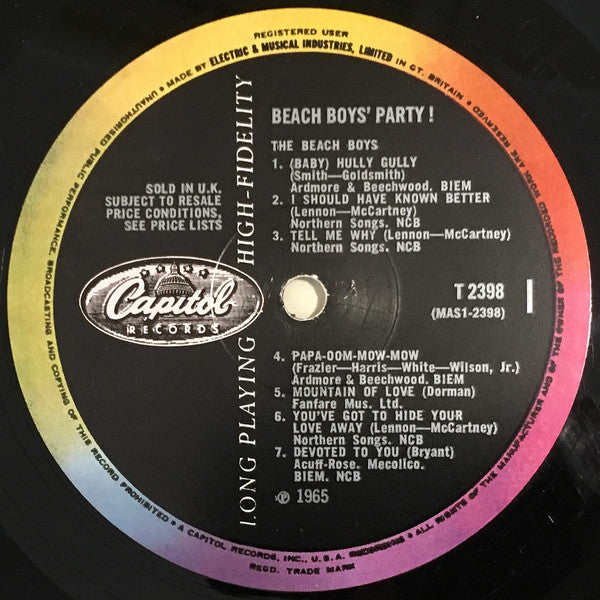 REGISTERED USER
• MADE BY ELECTRIC & MUSICAL INDUSTRIES, LIMITED IN GT. BRITAIN •
ALL RIGHTS OF THE MANUFACTURER AND OF THE OWNER OF THE RECORDED WORK ARE RESERVED
UNAUTHORISED PUBLIC PERFORMANCE, BROADCASTING AND COPYING OF THIS RECORD PROHIBITED •
A CAPITOL RECORDS, INC., U.S.A. REGD. TRADE MARK
LONG PLAYING HIGH-FIDELITY
BEACH BOYS' PARTY !
THE BEACH BOYS
1. (BABY) HULLY GULLY
(Smith—Goldsmith)
Ardmore & Beechwood. BIEM
2. I SHOULD HAVE KNOWN BETTER
(Lennon—McCartney)
Northern Songs. NCB
3. TELL ME WHY (Lennon—McCartney)
Northern Songs. NCB
SOLD IN U.K.
SUBJECT TO RESALE
PRICE CONDITIONS,
SEE PRICE LISTS
Capitol
RECORDS
T 2398
(MAS1-2398)
1
4. PAPA-OOM-MOW-MOW
(Frazier—Harris—White—Wilson, Jr.)
Ardmore & Beechwood. BIEM
5. MOUNTAIN OF LOVE (Dorman)
Fanfare Mus. Ltd.
6. YOU'VE GOT TO HIDE YOUR
LOVE AWAY (Lennon—McCartney)
Northern Songs. NCB
7. DEVOTED TO YOU (Bryant)
Acuff-Rose. Mecolico.
BIEM. NCB
℗ 1965